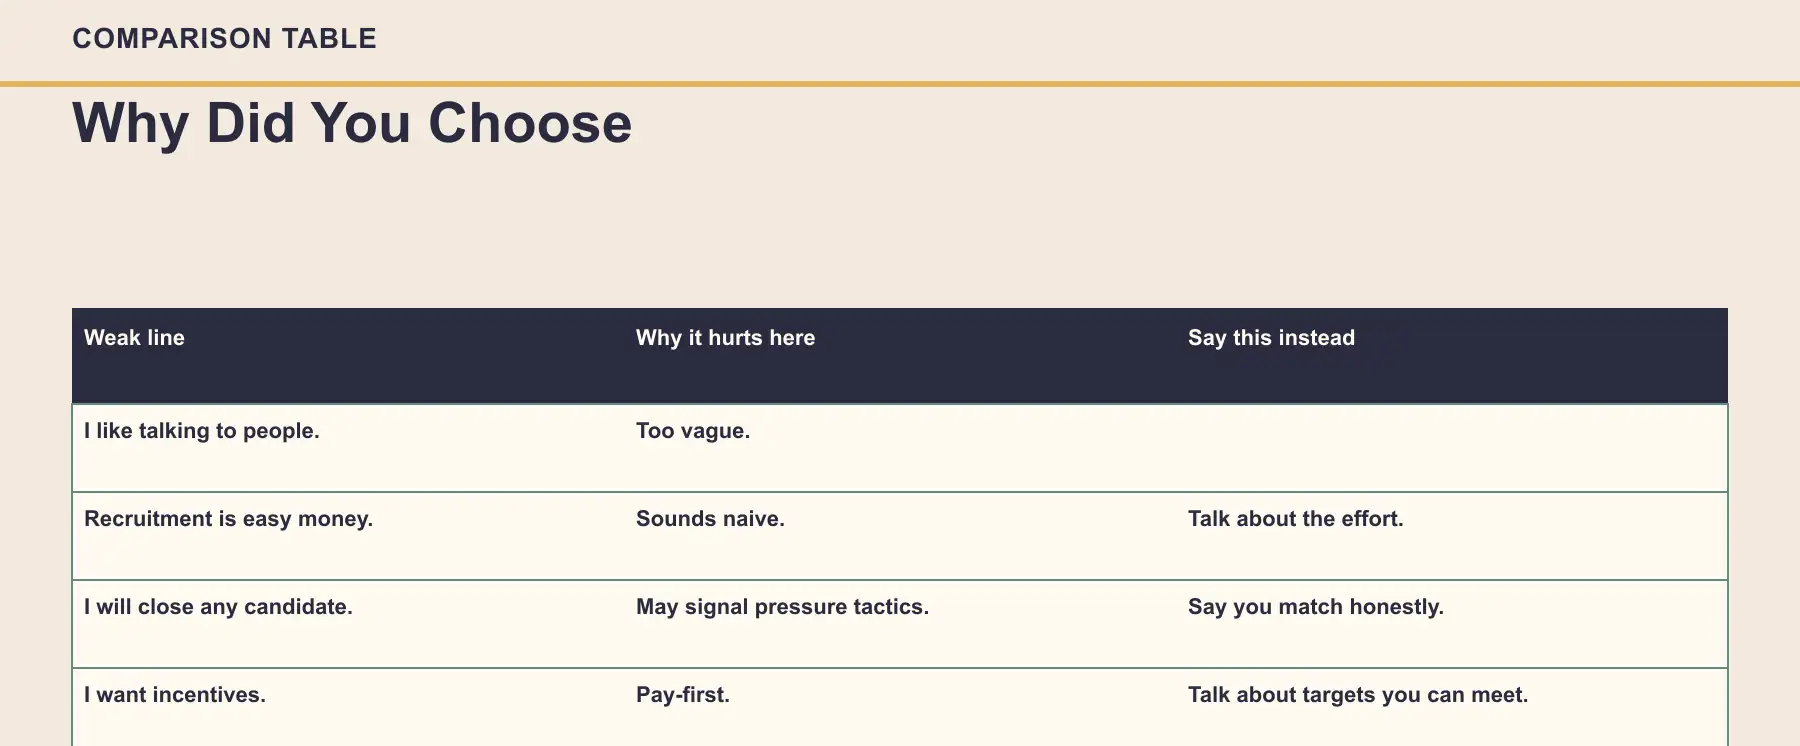 COMPARISON TABLE
Why Did You Choose
Weak line Why it hurts here Say this instead
I like talking to people. Too vague.
Recruitment is easy money. Sounds naive. Talk about the effort.
I will close any candidate. May signal pressure tactics. Say you match honestly.
I want incentives. Pay-first. Talk about targets you can meet.